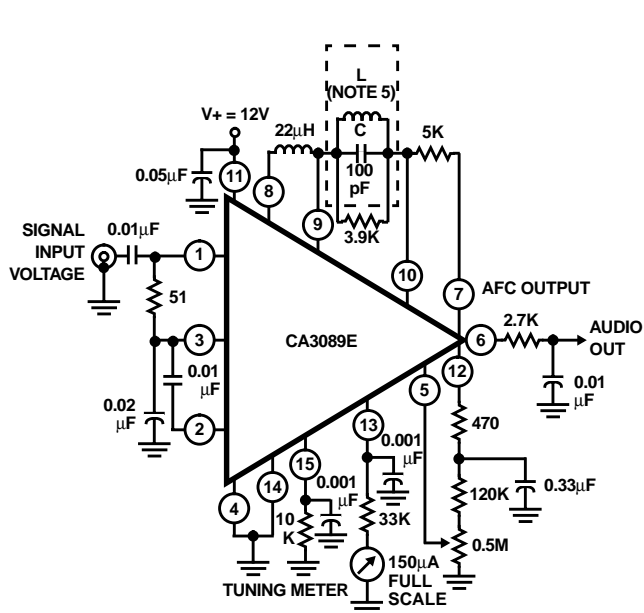 L
(NOTE 5)
V+ = 12V
22μH
C
5K
0.05μF
11
8
100
pF
9
3.9K
SIGNAL
INPUT
VOLTAGE
0.01μF
1
10
7
AFC OUTPUT
51
3
CA3089E
6
2.7K
AUDIO
OUT
0.01
μF
0.02
μF
2
5
12
0.01
μF
13
0.001
μF
470
15
0.001
μF
4
14
10
K
33K
120K
0.33μF
0.5M
TUNING METER
150μA
FULL
SCALE